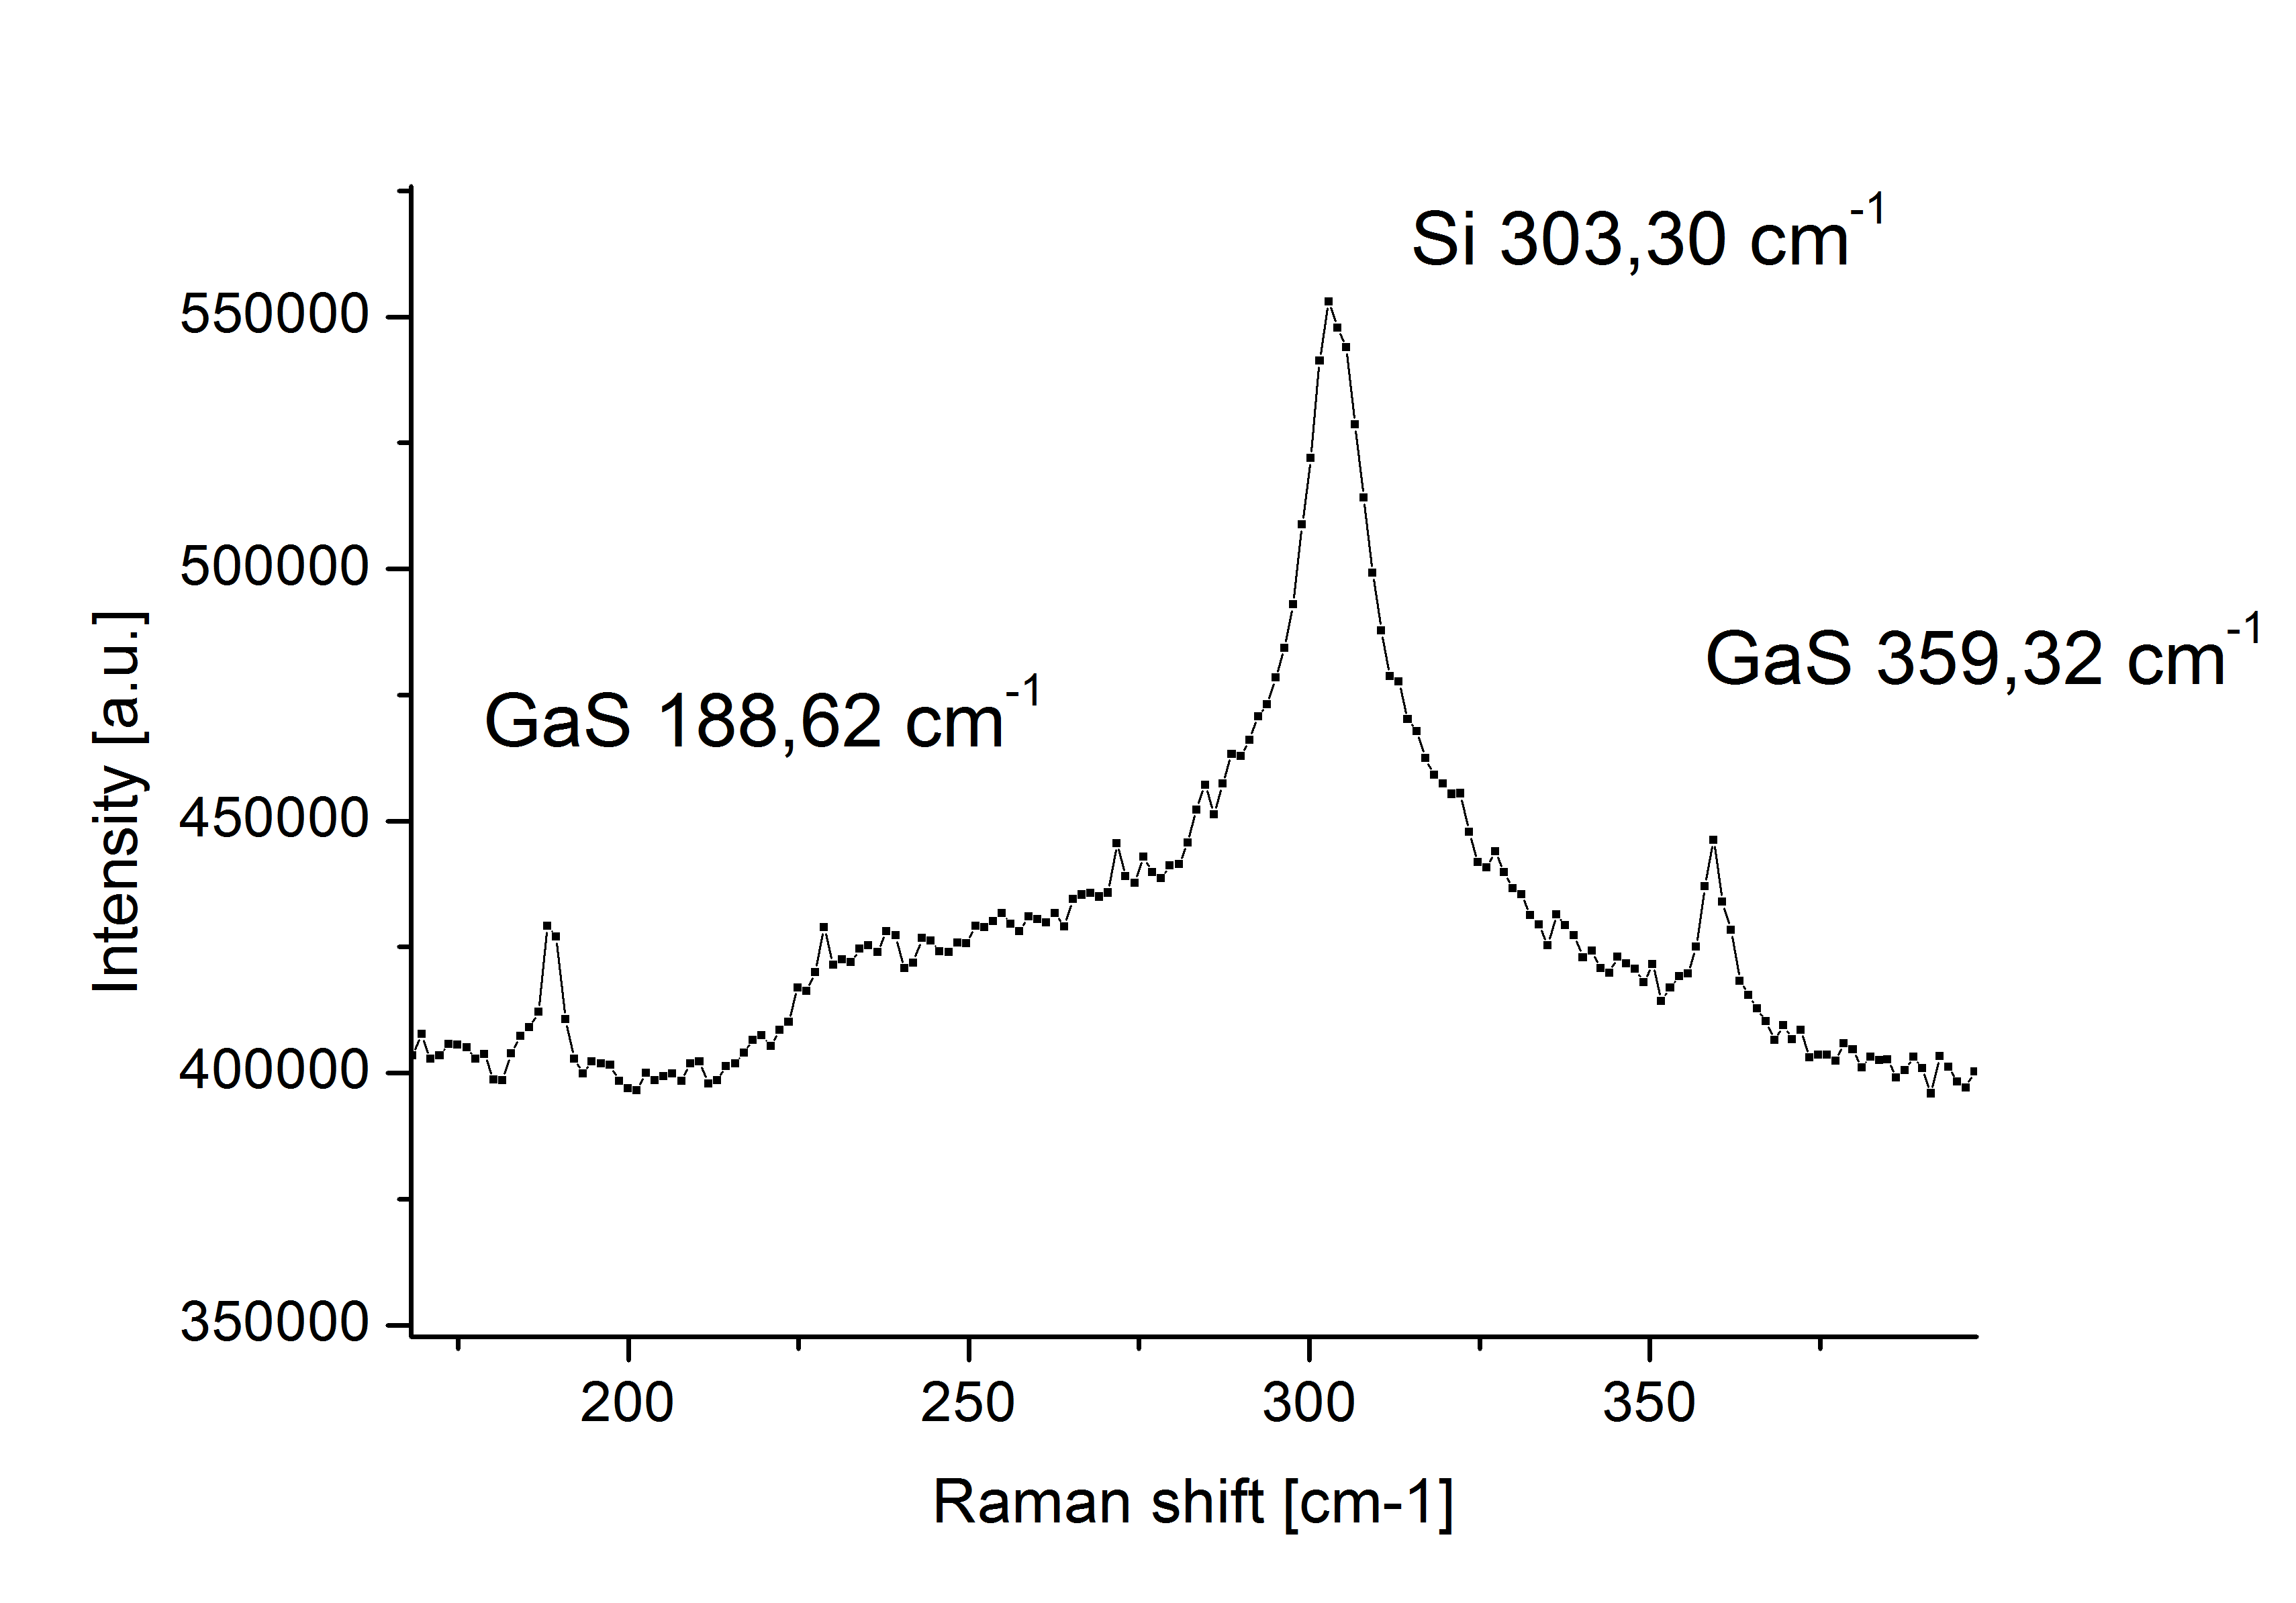 Si 303,30 cm-1
550000
500000
GaS 359,32 cm-1
GaS 188,62 cm-1
450000
400000
350000
Intensity [a.u.]
200 250 300 350
Raman shift [cm-1]